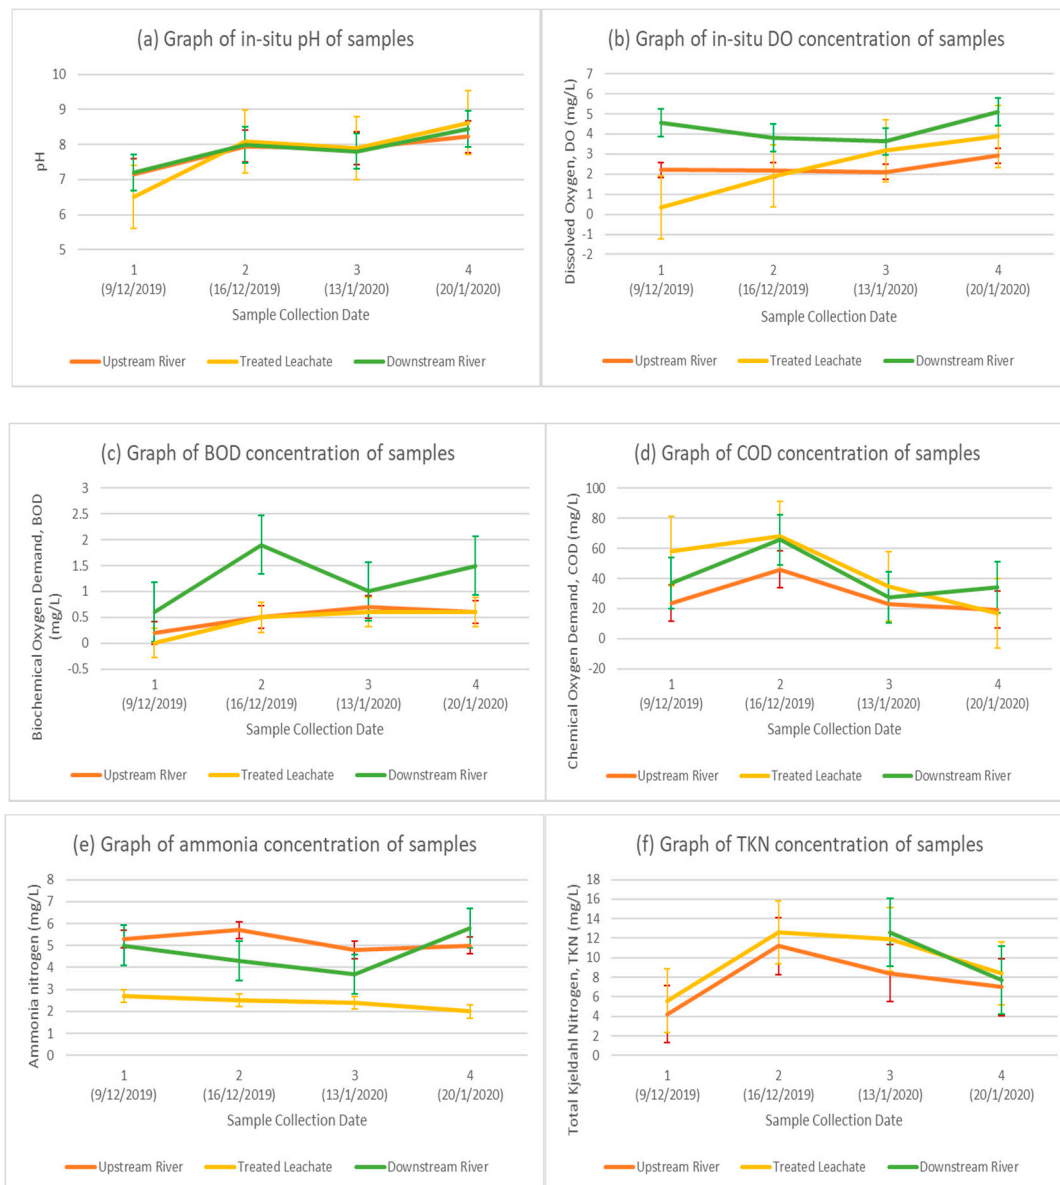 (a) Graph of in-situ pH of samples
pH
10
9
8
7
6
5
1
2
3
4
(9/12/2019)
(16/12/2019)
(13/1/2020)
(20/1/2020)
Sample Collection Date
Upstream River
Treated Leachate
Downstream River
(b) Graph of in-situ DO concentration of samples
Dissolved Oxygen, DO (mg/L)
7
6
5
4
3
2
1
0
-1
-2
1
2
3
4
(9/12/2019)
(16/12/2019)
(13/1/2020)
(20/1/2020)
Sample Collection Date
Upstream River
Treated Leachate
Downstream River
(c) Graph of BOD concentration of samples
Biochemical Oxygen Demand, BOD
(mg/L)
3
2.5
2
1.5
1
0.5
0
-0.5
1
2
3
4
(9/12/2019)
(16/12/2019)
(13/1/2020)
(20/1/2020)
Sample Collection Date
Upstream River
Treated Leachate
Downstream River
(d) Graph of COD concentration of samples
Chemical Oxygen Demand, COD (mg/L)
100
80
60
40
20
0
-20
1
2
3
4
(9/12/2019)
(16/12/2019)
(13/1/2020)
(20/1/2020)
Sample Collection Date
Upstream River
Treated Leachate
Downstream River
(e) Graph of ammonia concentration of samples
Ammonia nitrogen (mg/L)
8
7
6
5
4
3
2
1
0
1
2
3
4
(9/12/2019)
(16/12/2019)
(13/1/2020)
(20/1/2020)
Sample Collection Date
Upstream River
Treated Leachate
Downstream River
(f) Graph of TKN concentration of samples
Total Kjeldahl Nitrogen, TKN (mg/L)
18
16
14
12
10
8
6
4
2
0
1
2
3
4
(9/12/2019)
(16/12/2019)
(13/1/2020)
(20/1/2020)
Sample Collection Date
Upstream River
Treated Leachate
Downstream River